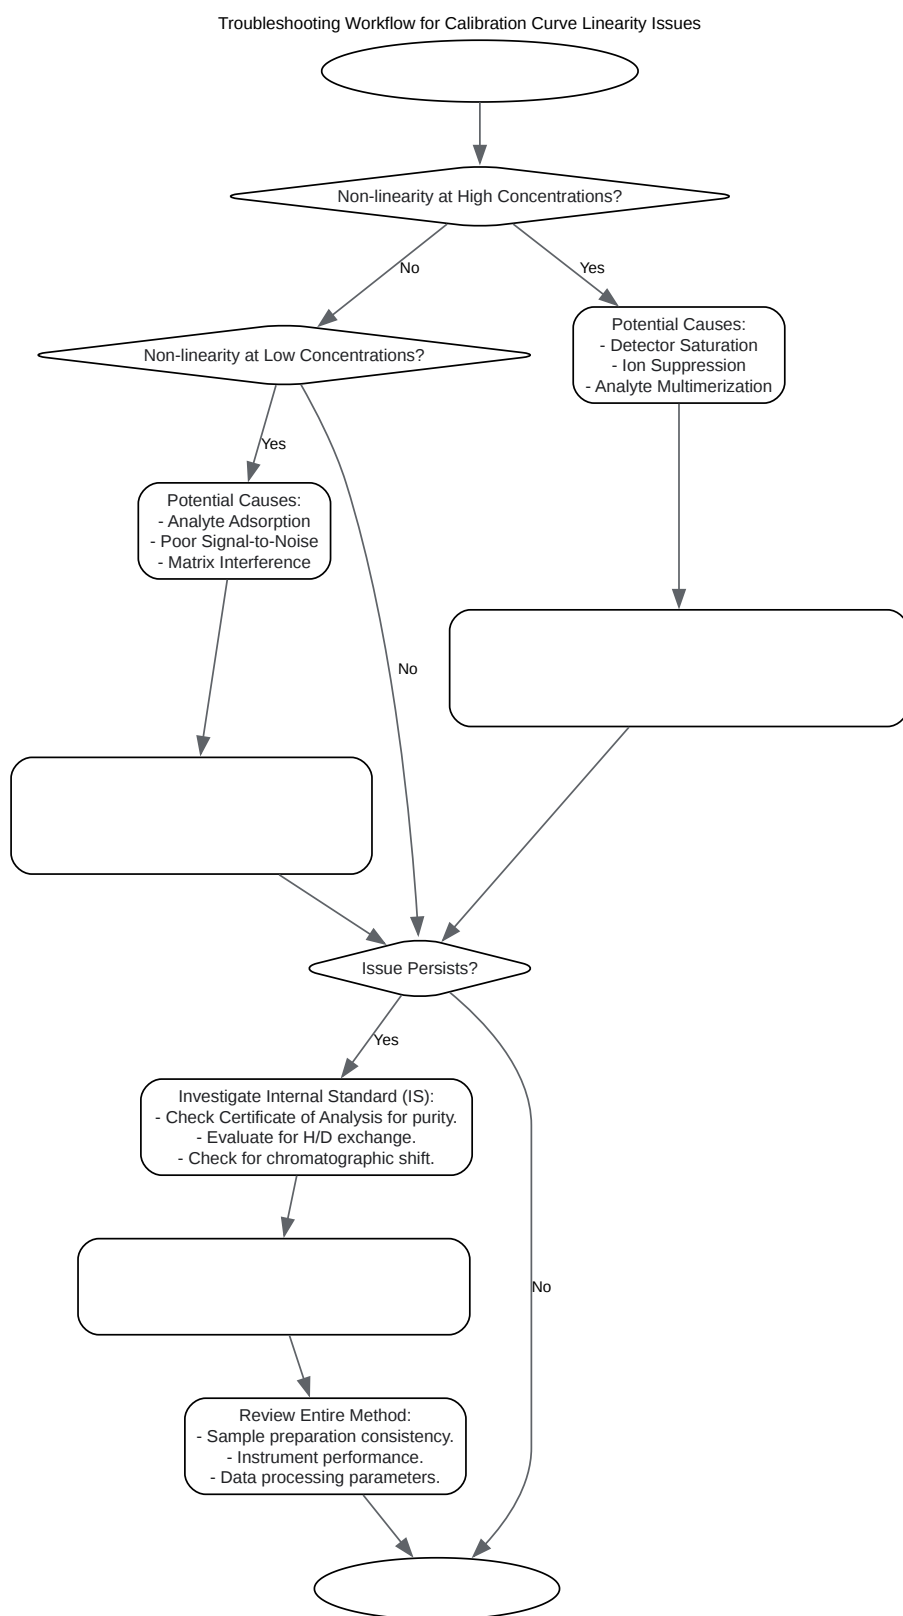 Troubleshooting Workflow for Calibration Curve Linearity Issues
Non-linearity at High Concentrations?
No
Yes
Potential Causes:
- Detector Saturation
- Ion Suppression
- Analyte Multimerization
Non-linearity at Low Concentrations?
Yes
Potential Causes:
- Analyte Adsorption
- Poor Signal-to-Noise
- Matrix Interference
No
Issue Persists?
Yes
Investigate Internal Standard (IS):
- Check Certificate of Analysis for purity.
- Evaluate for H/D exchange.
- Check for chromatographic shift.
No
Review Entire Method:
- Sample preparation consistency.
- Instrument performance.
- Data processing parameters.